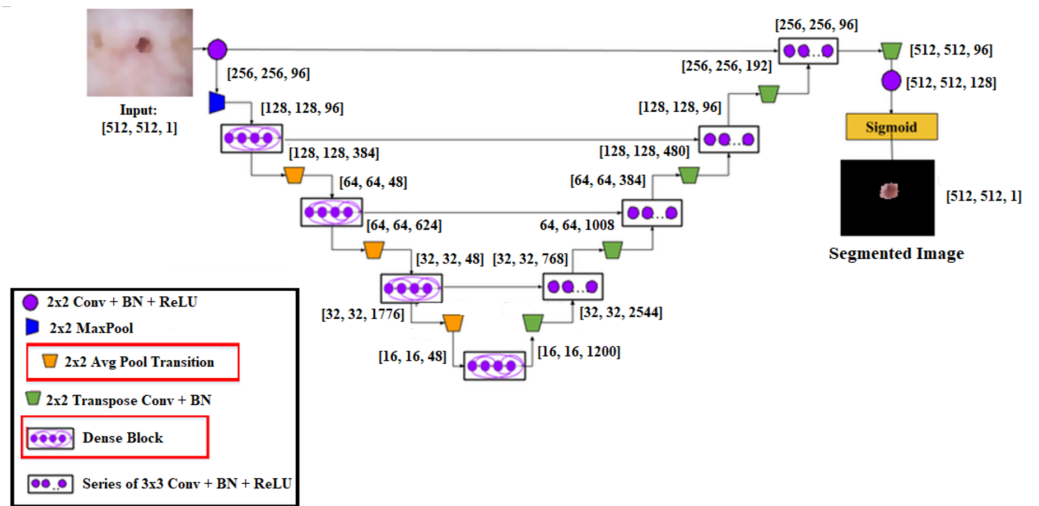 [256, 256, 96]
[512, 512, 96]
[256, 256, 192]
[256, 256, 96]
[512, 512, 128]
Input:
[512, 512, 1]
[128, 128, 96]
[128, 128, 96]
Sigmoid
[128, 128, 384]
[128, 128, 480]
[64, 64, 48]
[64, 64, 384]
[512, 512, 1]
[64, 64, 624]
64, 64, 1008
Segmented Image
[32, 32, 48]
[32, 32, 768]
[32, 32, 1776]
[32, 32, 2544]
[16, 16, 48]
[16, 16, 1200]
2x2 Conv + BN + ReLU
2x2 MaxPool
2x2 Avg Pool Transition
2x2 Transpose Conv + BN
Dense Block
Series of 3x3 Conv + BN + ReLU